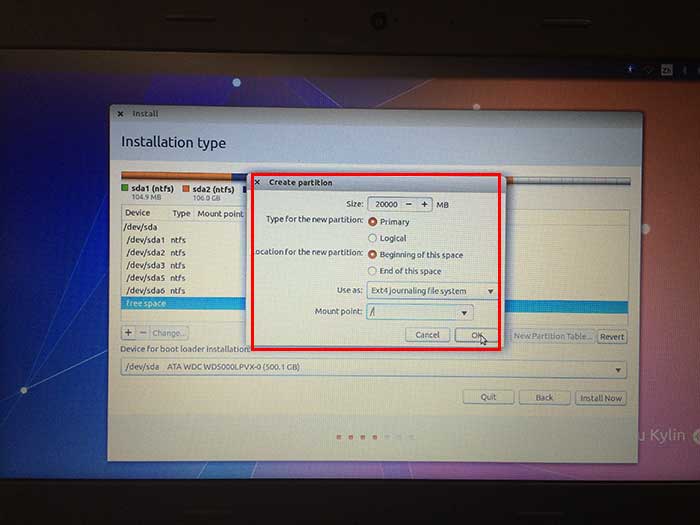 Zh
× Install
Installation type
sda1 (ntfs) sda2 (ntfs)
104.9 MB 106.0 GB
Device Type Mount point
/dev/sda
/dev/sda1 ntfs
/dev/sda2 ntfs
/dev/sda3 ntfs
/dev/sda5 ntfs
/dev/sda6 ntfs
free space
× Create partition
Size: 20000 − + MB
Type for the new partition: Primary
Logical
Location for the new partition: Beginning of this space
End of this space
Use as: Ext4 journaling file system
Mount point: /
Cancel OK
+ − Change... New Partition Table... Revert
Device for boot loader installation:
/dev/sda ATA WDC WD5000LPVX-0 (500.1 GB)
Quit Back Install Now
u Kylin